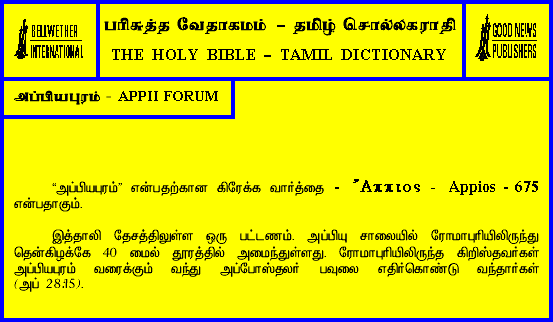 BELLWETHER
INTERNATIONAL
பரிசுத்த வேதாகமம் – தமிழ் சொல்லகராதி
THE HOLY BIBLE – TAMIL DICTIONARY
GOOD NEWS
PUBLISHERS
அப்பியபுரம் - APPII FORUM
“அப்பியபுரம்” என்பதற்கான கிரேக்க வார்த்தை - Ἄππιος - Appios - 675
என்பதாகும்.
இத்தாலி தேசத்திலுள்ள ஒரு பட்டணம். அப்பியு சாலையில் ரோமாபுரியிலிருந்து
தென்கிழக்கே 40 மைல் தூரத்தில் அமைந்துள்ளது. ரோமாபுரியிலிருந்த கிறிஸ்தவர்கள்
அப்பியபுரம் வரைக்கும் வந்து அப்போஸ்தலர் பவுலை எதிர்கொண்டு வந்தார்கள்
(அப் 28:15).